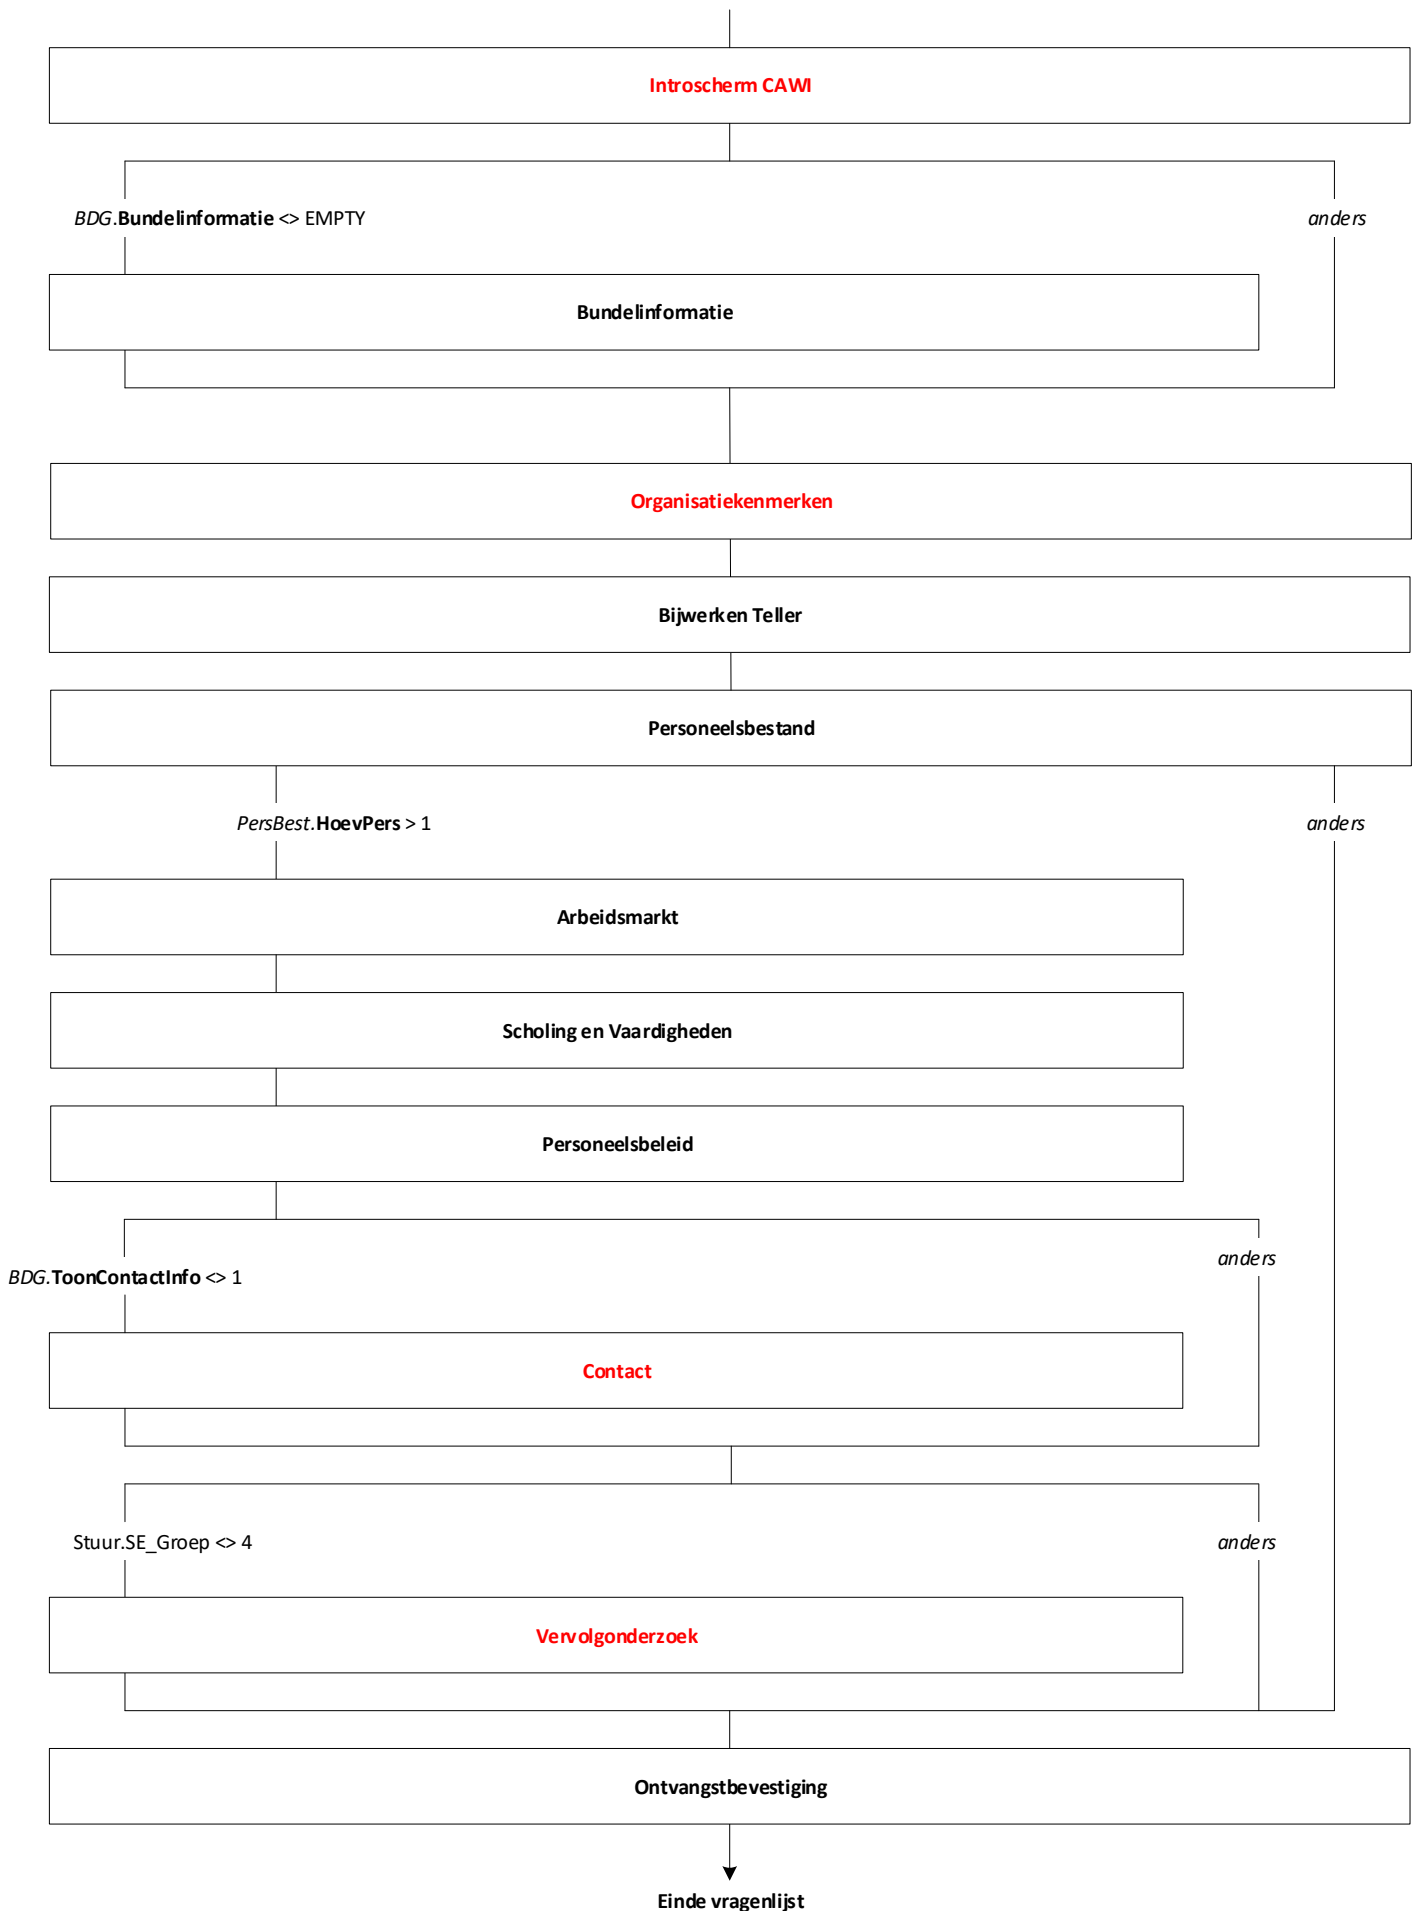 Introscherm CAWI
BDG.Bundelinformatie <> EMPTY
anders
Bundelinformatie
Organisatiekenmerken
Bijwerken Teller
Personeelsbestand
PersBest.HoevPers > 1
anders
Arbeidsmarkt
Scholing en Vaardigheden
Personeelsbeleid
anders
BDG.ToonContactInfo <> 1
Contact
Stuur.SE_Groep <> 4
anders
Vervolgonderzoek
Ontvangstbevestiging
Einde vragenlijst